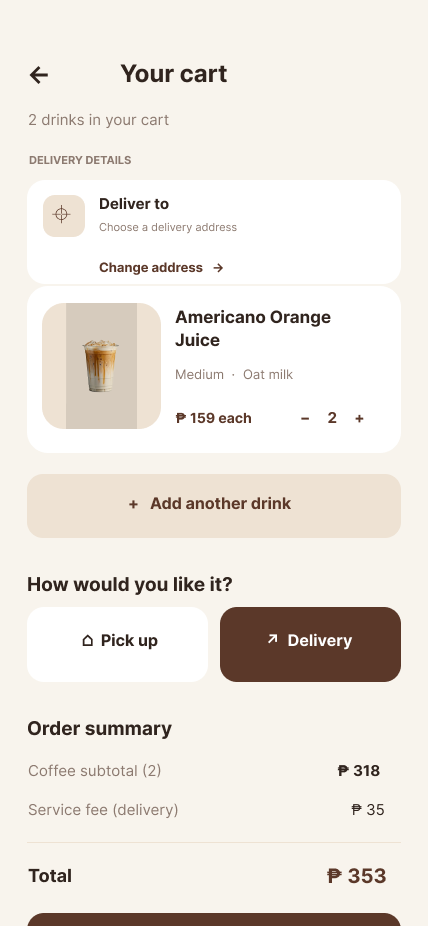 Your cart
2 drinks in your cart
DELIVERY DETAILS
Deliver to
Choose a delivery address
Change address →
Americano Orange
Juice
Medium · Oat milk
₱ 159 each − 2 +
+ Add another drink
How would you like it?
⌂ Pick up
↗ Delivery
Order summary
Coffee subtotal (2) ₱ 318
Service fee (delivery) ₱ 35
Total ₱ 353